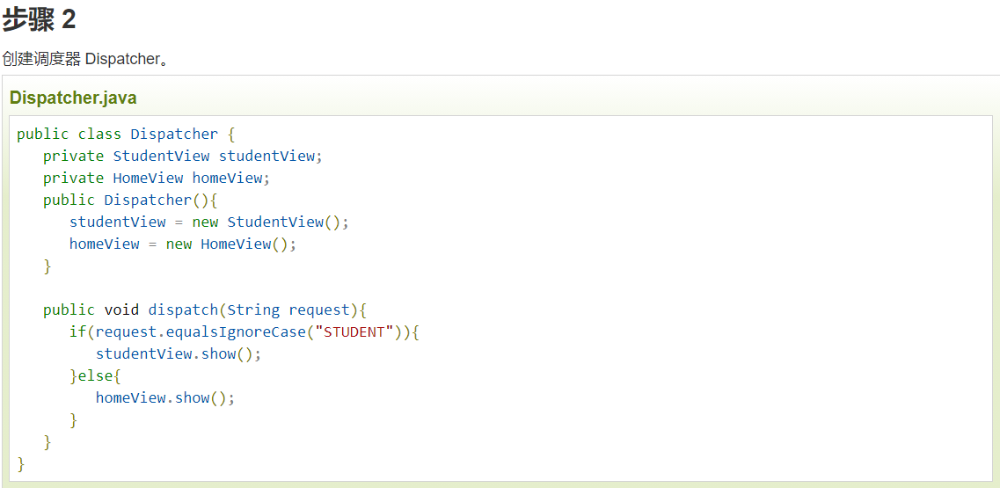 步骤 2
创建调度器 Dispatcher。
Dispatcher.java
public class Dispatcher {
   private StudentView studentView;
   private HomeView homeView;
   public Dispatcher(){
      studentView = new StudentView();
      homeView = new HomeView();
   }

   public void dispatch(String request){
      if(request.equalsIgnoreCase("STUDENT")){
         studentView.show();
      }else{
         homeView.show();
      }
   }
}